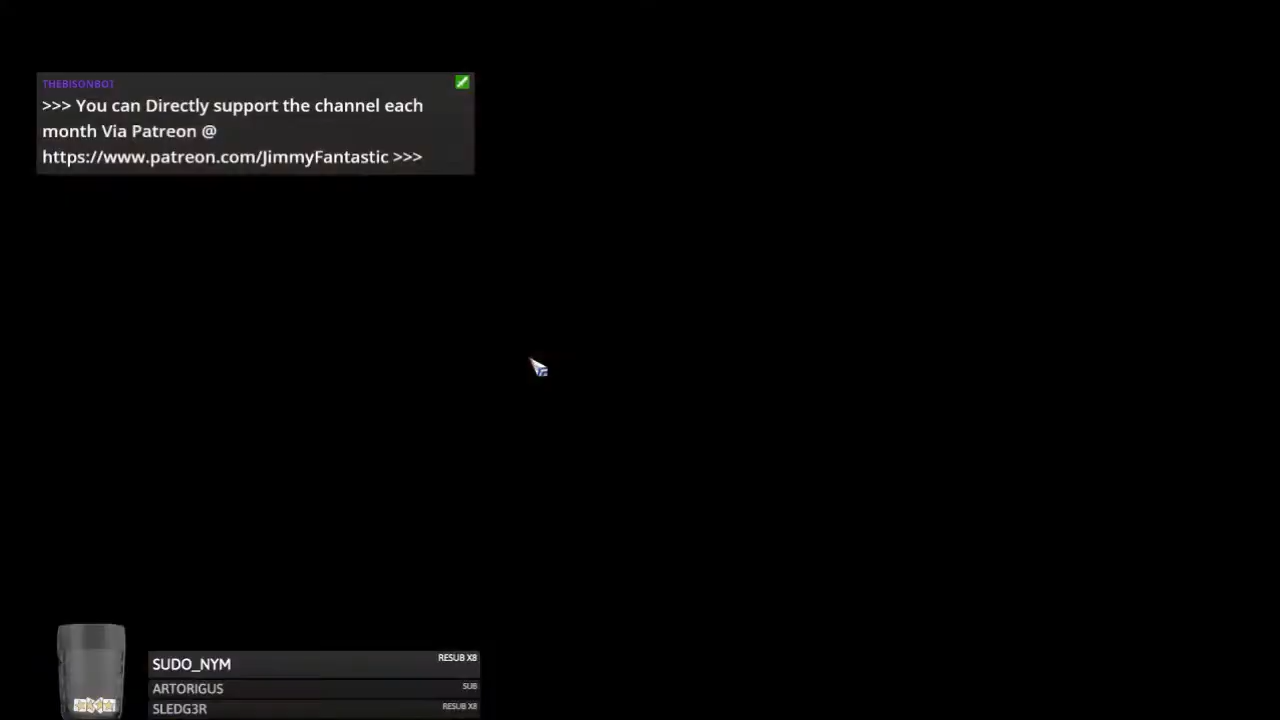 THEBISONBOT
>>> You can Directly support the channel each
month Via Patreon @
https://www.patreon.com/JimmyFantastic >>>
SUDO_NYM RESUB X8
ARTORIGUS SUB
SLEDG3R RESUB X8